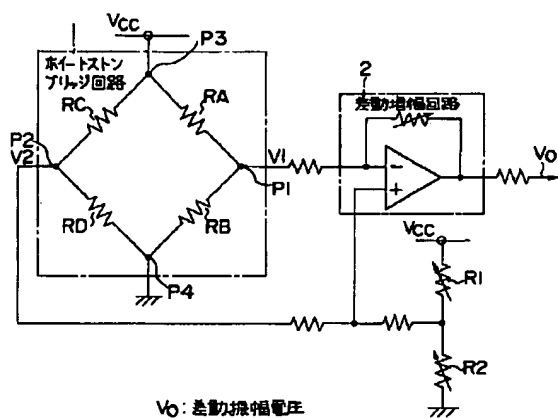 1
VCC
P3
ホイートストン
ブリッジ回路
RC
RA
2
差動増幅回路
P2
V2
V1
P1
−
+
VO
RD
RB
P4
VCC
R1
R2
VO:差動振幅電圧